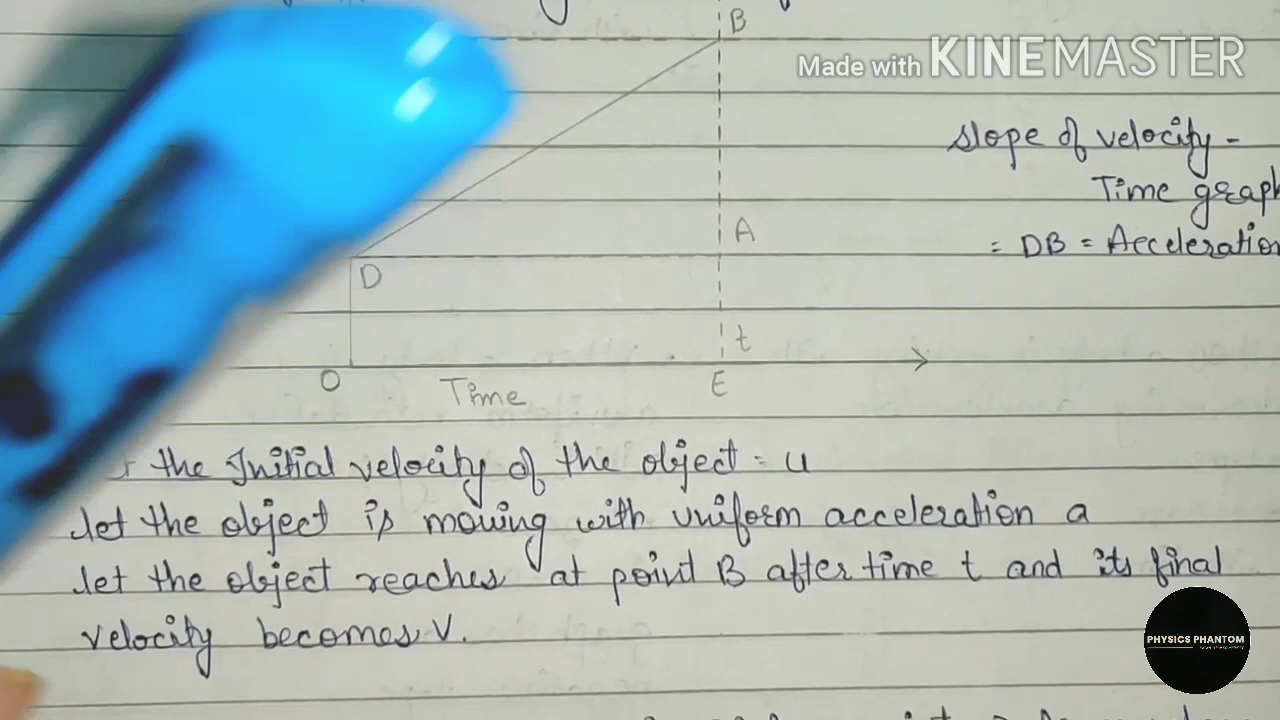 B
Made with KINEMASTER
slope of velocity -
Time graph
A
= DB = Acceleration
D
t
O
Time
E
the Initial velocity of the object = u
let the object is moving with uniform acceleration a
let the object reaches at point B after time t and its final
velocity becomes v.
PHYSICS PHANTOM